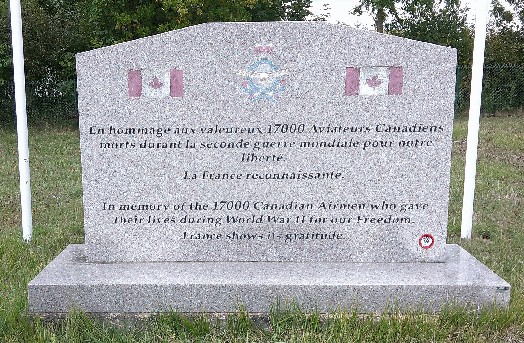 En hommage aux valeureux 17000 Aviateurs Canadiens
morts durant la seconde guerre mondiale pour notre
liberté.
La France reconnaissante.
In memory of the 17000 Canadian Airmen who gave
their lives during World War II for our Freedom.
France shows its gratitude.